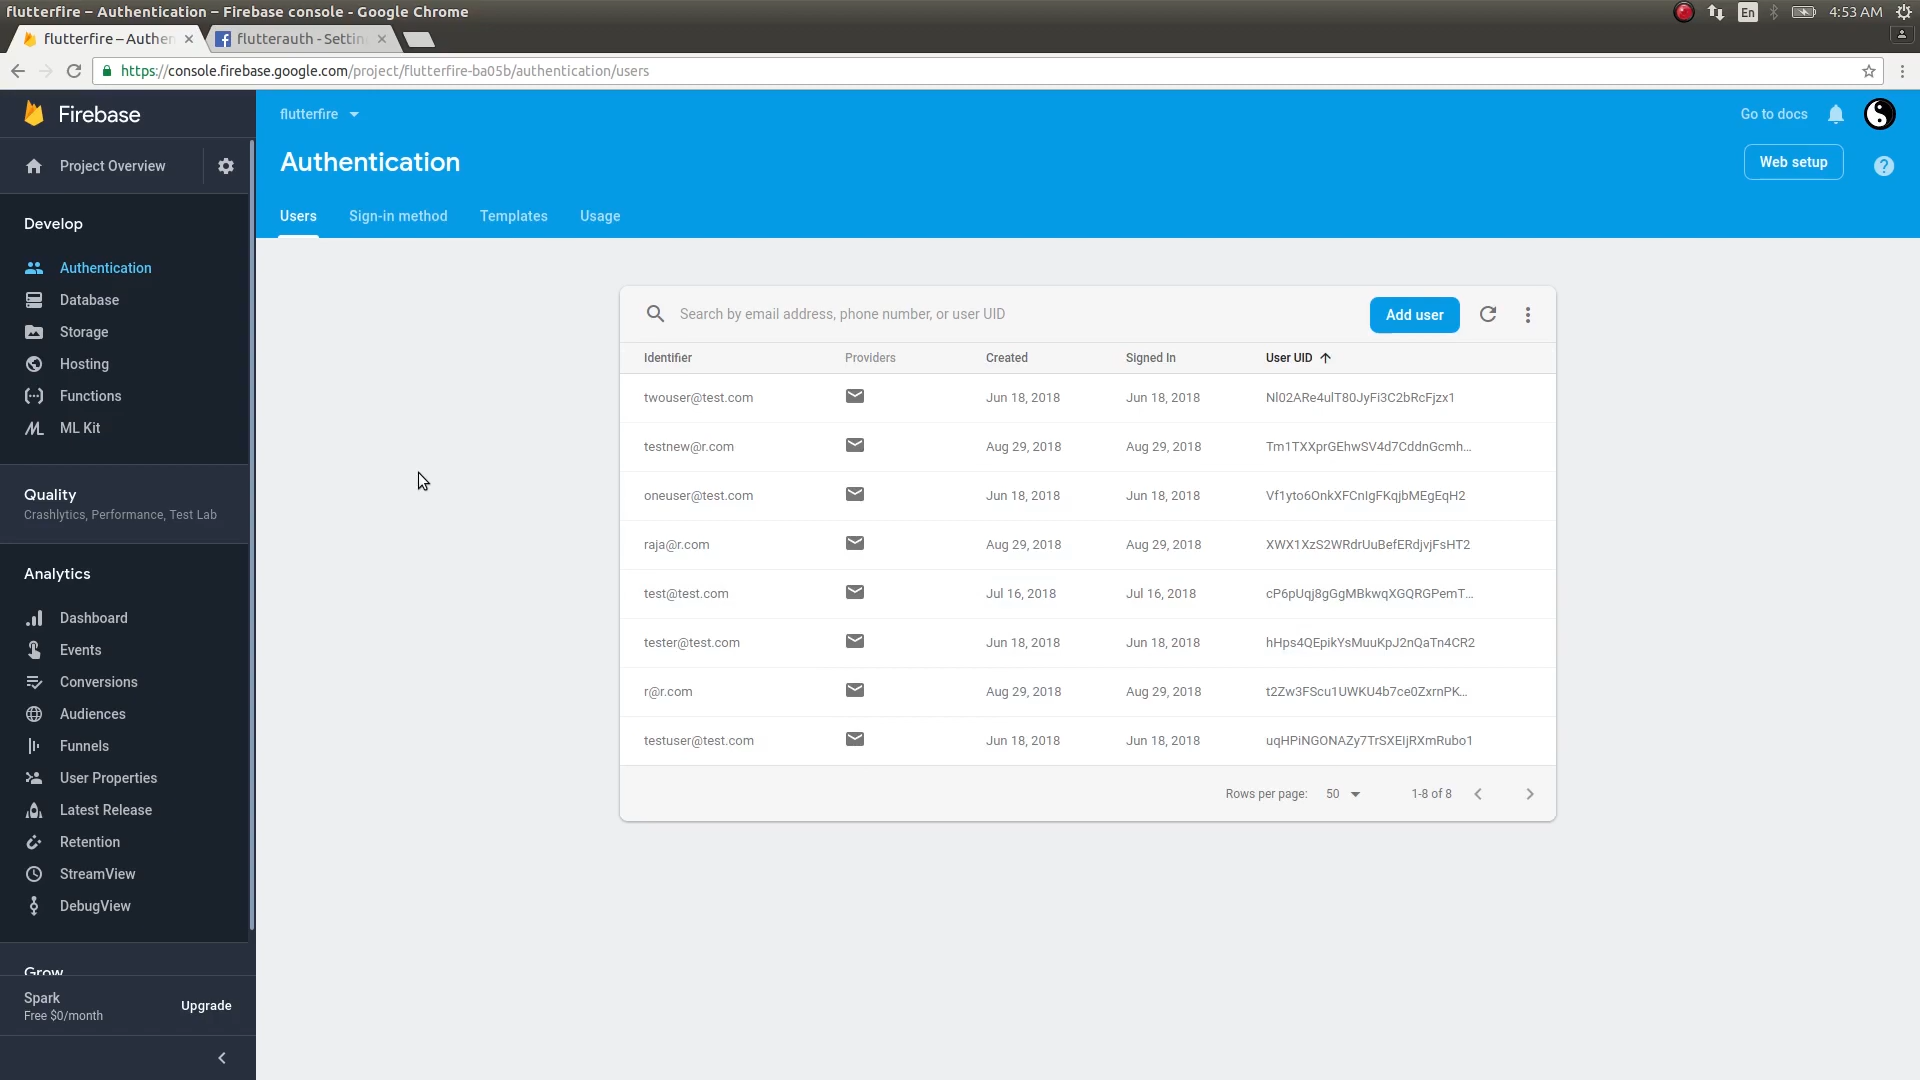 flutterfire – Authentication – Firebase console - Google Chrome
En
4:53 AM
flutterfire – Authen
flutterauth - Settin
https://console.firebase.google.com/project/flutterfire-ba05b/authentication/users
Firebase
flutterfire
Go to docs
Project Overview
Authentication
Web setup
Users
Sign-in method
Templates
Usage
Develop
Authentication
Database
Storage
Hosting
Functions
ML Kit
Quality
Crashlytics, Performance, Test Lab
Analytics
Dashboard
Events
Conversions
Audiences
Funnels
User Properties
Latest Release
Retention
StreamView
DebugView
Grow
Spark
Free $0/month
Upgrade
Search by email address, phone number, or user UID
Add user
Identifier Providers Created Signed In User UID
twouser@test.com Jun 18, 2018 Jun 18, 2018 Nl02ARe4ulT80JyFi3C2bRcFjzx1
testnew@r.com Aug 29, 2018 Aug 29, 2018 Tm1TXXprGEhwSV4d7CddnGcmh...
oneuser@test.com Jun 18, 2018 Jun 18, 2018 Vf1yto6OnkXFCnIgFKqjbMEgEqH2
raja@r.com Aug 29, 2018 Aug 29, 2018 XWX1XzS2WRdrUuBefERdjvjFsHT2
test@test.com Jul 16, 2018 Jul 16, 2018 cP6pUqj8gGgMBkwqXGQRGPemT...
tester@test.com Jun 18, 2018 Jun 18, 2018 hHps4QEpikYsMuuKpJ2nQaTn4CR2
r@r.com Aug 29, 2018 Aug 29, 2018 t2Zw3FScu1UWKU4b7ce0ZxrnPK...
testuser@test.com Jun 18, 2018 Jun 18, 2018 uqHPiNGONAZy7TrSXEIjRXmRubo1
Rows per page: 50 1-8 of 8